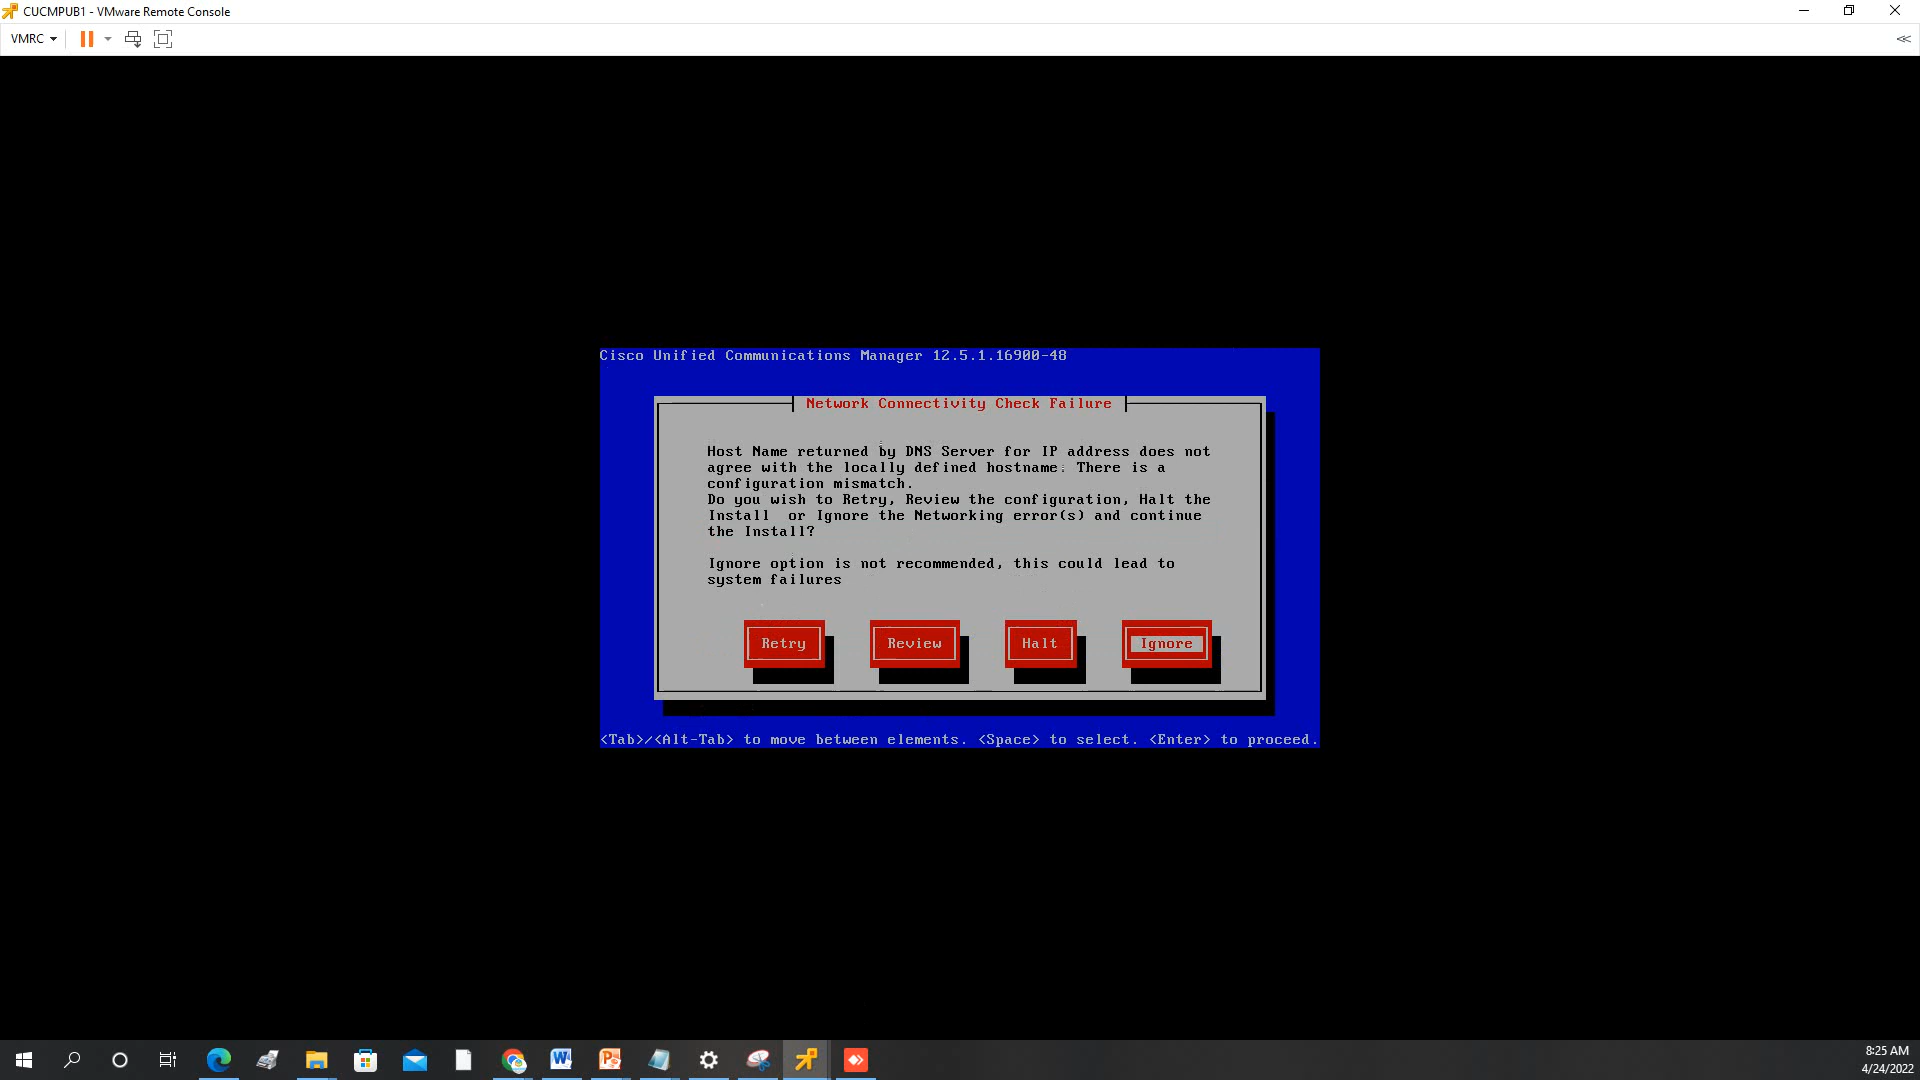 CUCMPUB1 - VMware Remote Console
VMRC
Cisco Unified Communications Manager 12.5.1.16900-48
Network Connectivity Check Failure
Host Name returned by DNS Server for IP address does not
agree with the locally defined hostname. There is a
configuration mismatch.
Do you wish to Retry, Review the configuration, Halt the
Install  or Ignore the Networking error(s) and continue
the Install?
Ignore option is not recommended, this could lead to
system failures
Retry Review Halt Ignore
<Tab>/<Alt-Tab> to move between elements. <Space> to select. <Enter> to proceed.
8:25 AM
4/24/2022